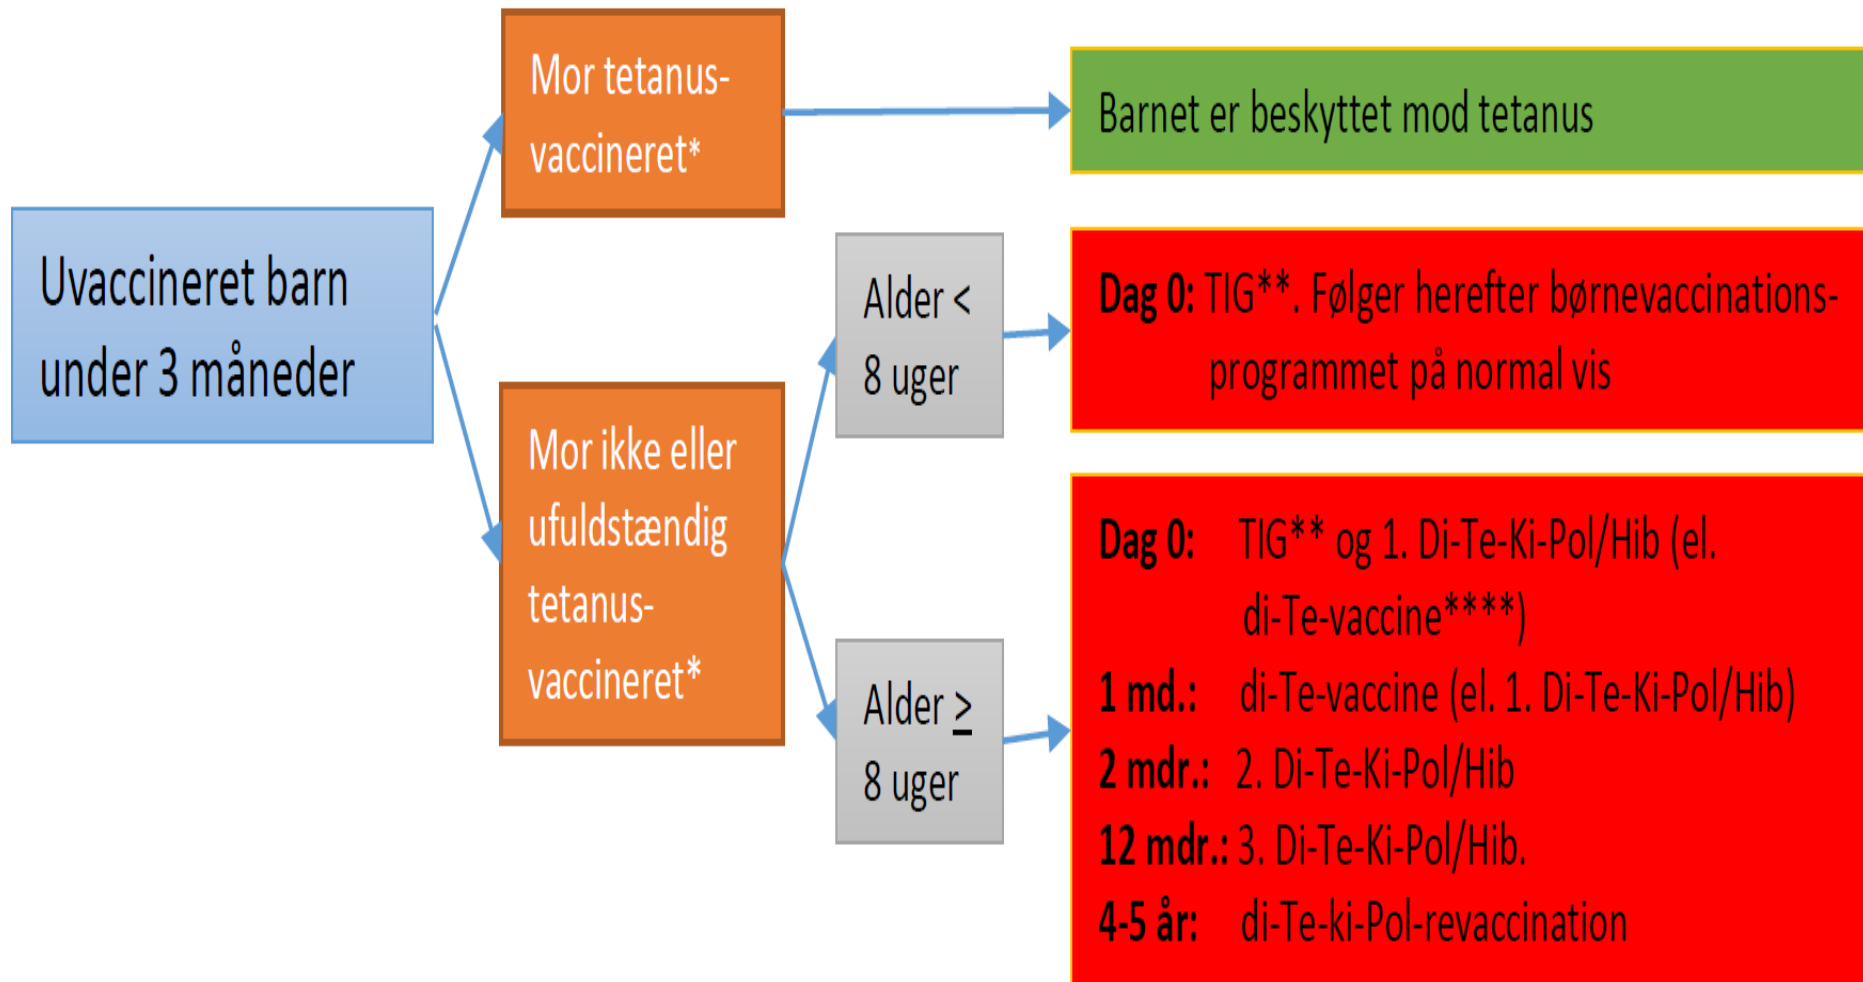 Uvaccineret barn
under 3 måneder
Mor tetanus-
vaccineret*
Barnet er beskyttet mod tetanus
Mor ikke eller
ufuldstændig
tetanus-
vaccineret*
Alder <
8 uger
Dag 0: TIG**. Følger herefter børnevaccinations-
programmet på normal vis
Alder ≥
8 uger
Dag 0: TIG** og 1. Di-Te-Ki-Pol/Hib (el.
di-Te-vaccine****)
1 md.: di-Te-vaccine (el. 1. Di-Te-Ki-Pol/Hib)
2 mdr.: 2. Di-Te-Ki-Pol/Hib
12 mdr.: 3. Di-Te-Ki-Pol/Hib.
4-5 år: di-Te-ki-Pol-revaccination